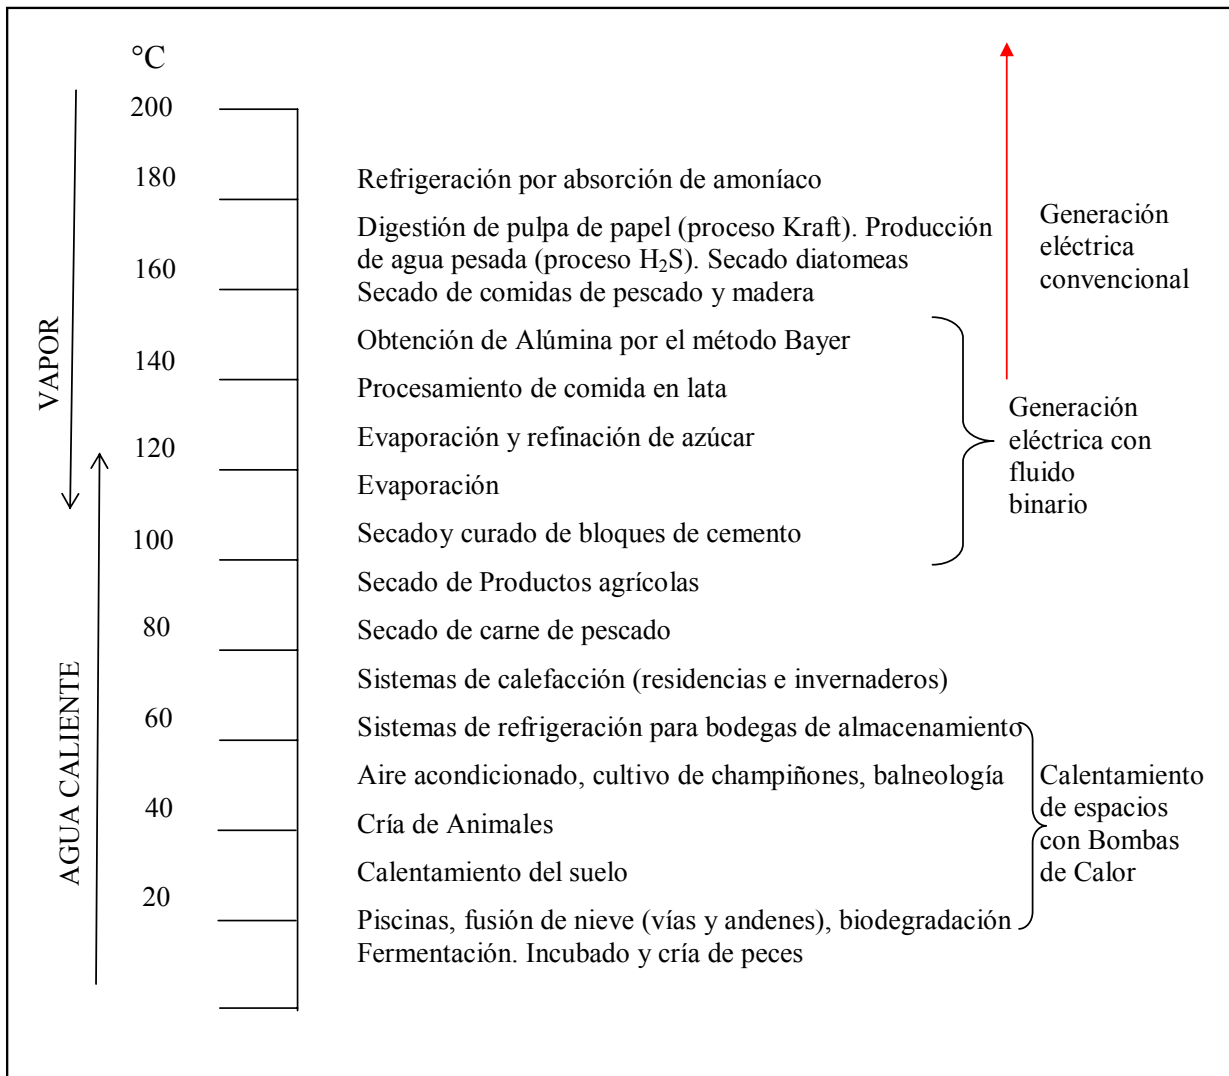 °C
200
180
160
140
120
100
80
60
40
20
VAPOR
AGUA CALIENTE
Refrigeración por absorción de amoníaco
Digestión de pulpa de papel (proceso Kraft). Producción
de agua pesada (proceso H₂S). Secado diatomeas
Secado de comidas de pescado y madera
Obtención de Alúmina por el método Bayer
Procesamiento de comida en lata
Evaporación y refinación de azúcar
Evaporación
Secadoy curado de bloques de cemento
Secado de Productos agrícolas
Secado de carne de pescado
Sistemas de calefacción (residencias e invernaderos)
Sistemas de refrigeración para bodegas de almacenamiento
Aire acondicionado, cultivo de champiñones, balneología
Cría de Animales
Calentamiento del suelo
Piscinas, fusión de nieve (vías y andenes), biodegradación
Fermentación. Incubado y cría de peces
Generación
eléctrica
convencional
Generación
eléctrica con
fluido
binario
Calentamiento
de espacios
con Bombas
de Calor